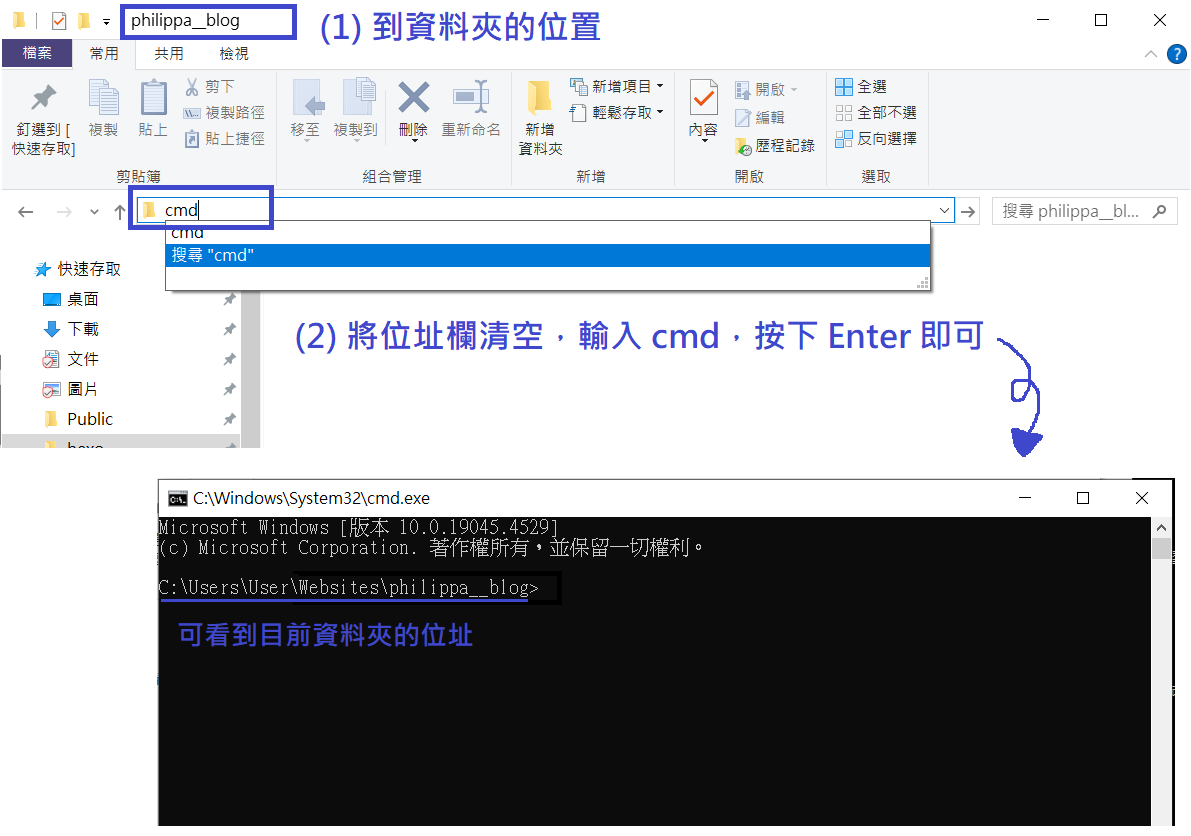 philippa__blog
(1) 到資料夾的位置
檔案 常用 共用 檢視
釘選到 [
快速存取]
複製
貼上
剪下
複製路徑
貼上捷徑
剪貼簿
移至
複製到
刪除
重新命名
組合管理
新增
資料夾
新增項目
輕鬆存取
新增
內容
開啟
編輯
歷程記錄
開啟
全選
全部不選
反向選擇
選取
cmd
搜尋 philippa__bl...
cmd
搜尋 "cmd"
快速存取
桌面
下載
文件
圖片
Public
hexo
(2) 將位址欄清空，輸入 cmd，按下 Enter 即可
C:\Windows\System32\cmd.exe
Microsoft Windows [版本 10.0.19045.4529]
(c) Microsoft Corporation. 著作權所有，並保留一切權利。
C:\Users\User\Websites\philippa__blog>
可看到目前資料夾的位址